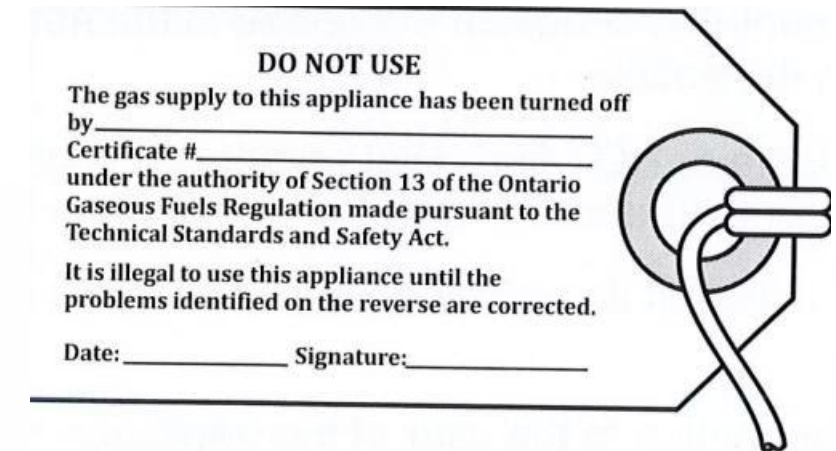 DO NOT USE
The gas supply to this appliance has been turned off
by
Certificate #
under the authority of Section 13 of the Ontario
Gaseous Fuels Regulation made pursuant to the
Technical Standards and Safety Act.
It is illegal to use this appliance until the
problems identified on the reverse are corrected.
Date: Signature: